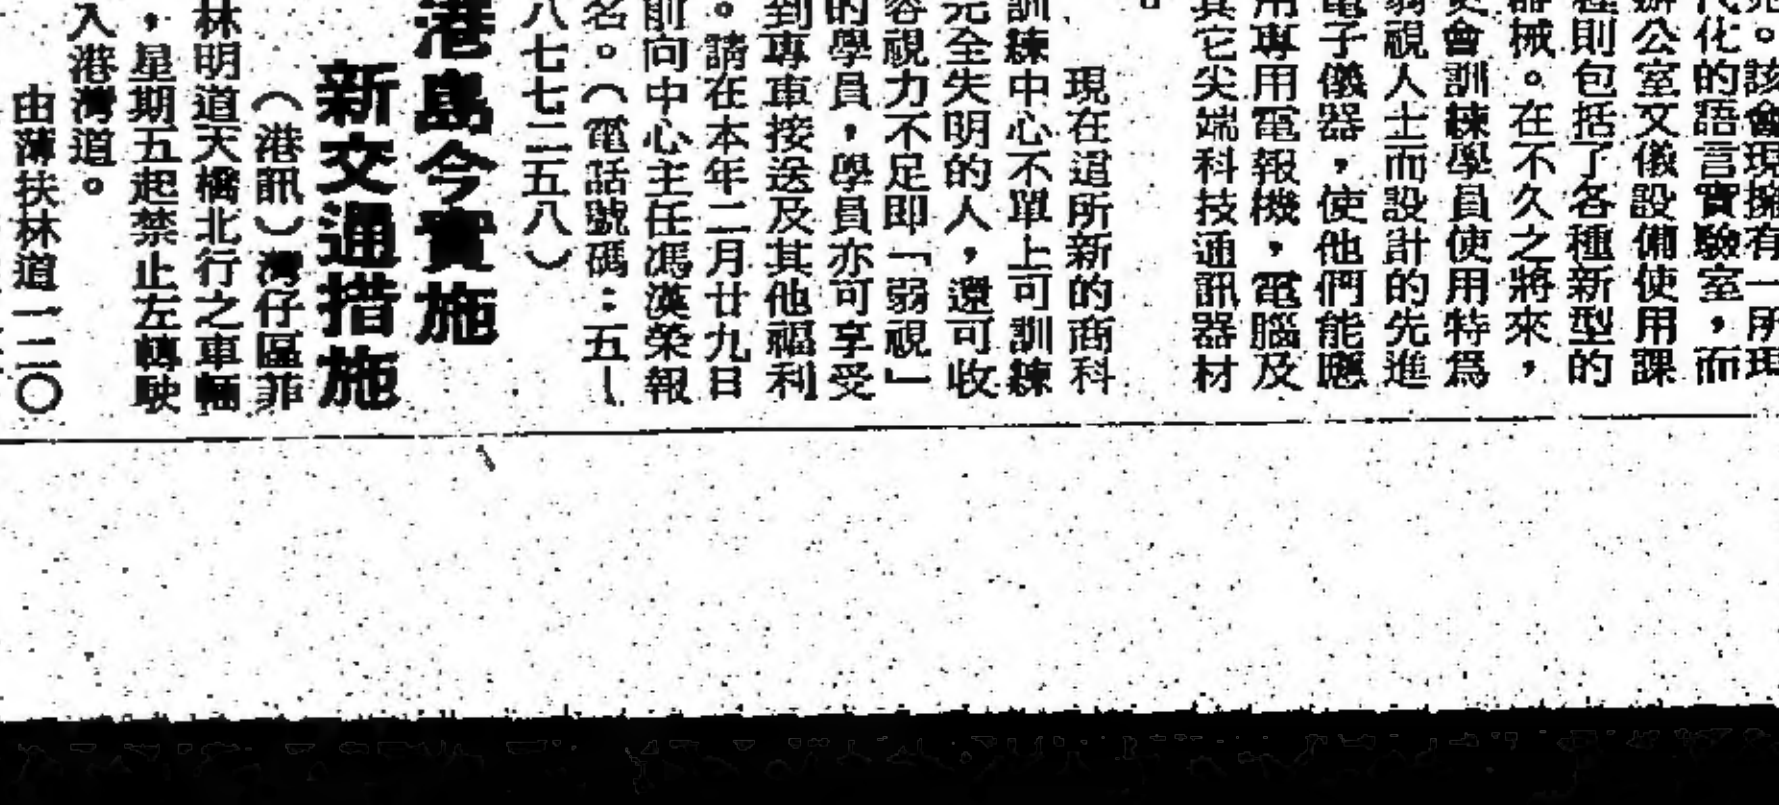 完。該會現擁有一所現
代化的語言實驗室，而
辦公室文儀設備使用課
程則包括了各種新型的
器械。在不久之將來，
更會訓練學員使用特爲
弱視人士而設計的先進
電子儀器，使他們能應
用專用電報機，電腦及
其它尖端科技通訊器材
。
現在這所新的商科
訓練中心不單上可訓練
完全失明的人，還可收
容視力不足即「弱視」
的學員，學員亦可享受
到專車接送及其他福利
。請在本年二月廿九日
前向中心主任馮漢榮報
名。（電話號碼：五—
八七七二五八）
港島今實施
新交通措施
（港訊）灣仔區菲
林明道天橋北行之車輛
，星期五起禁止左轉駛
入港灣道。
由薄扶林道一二〇